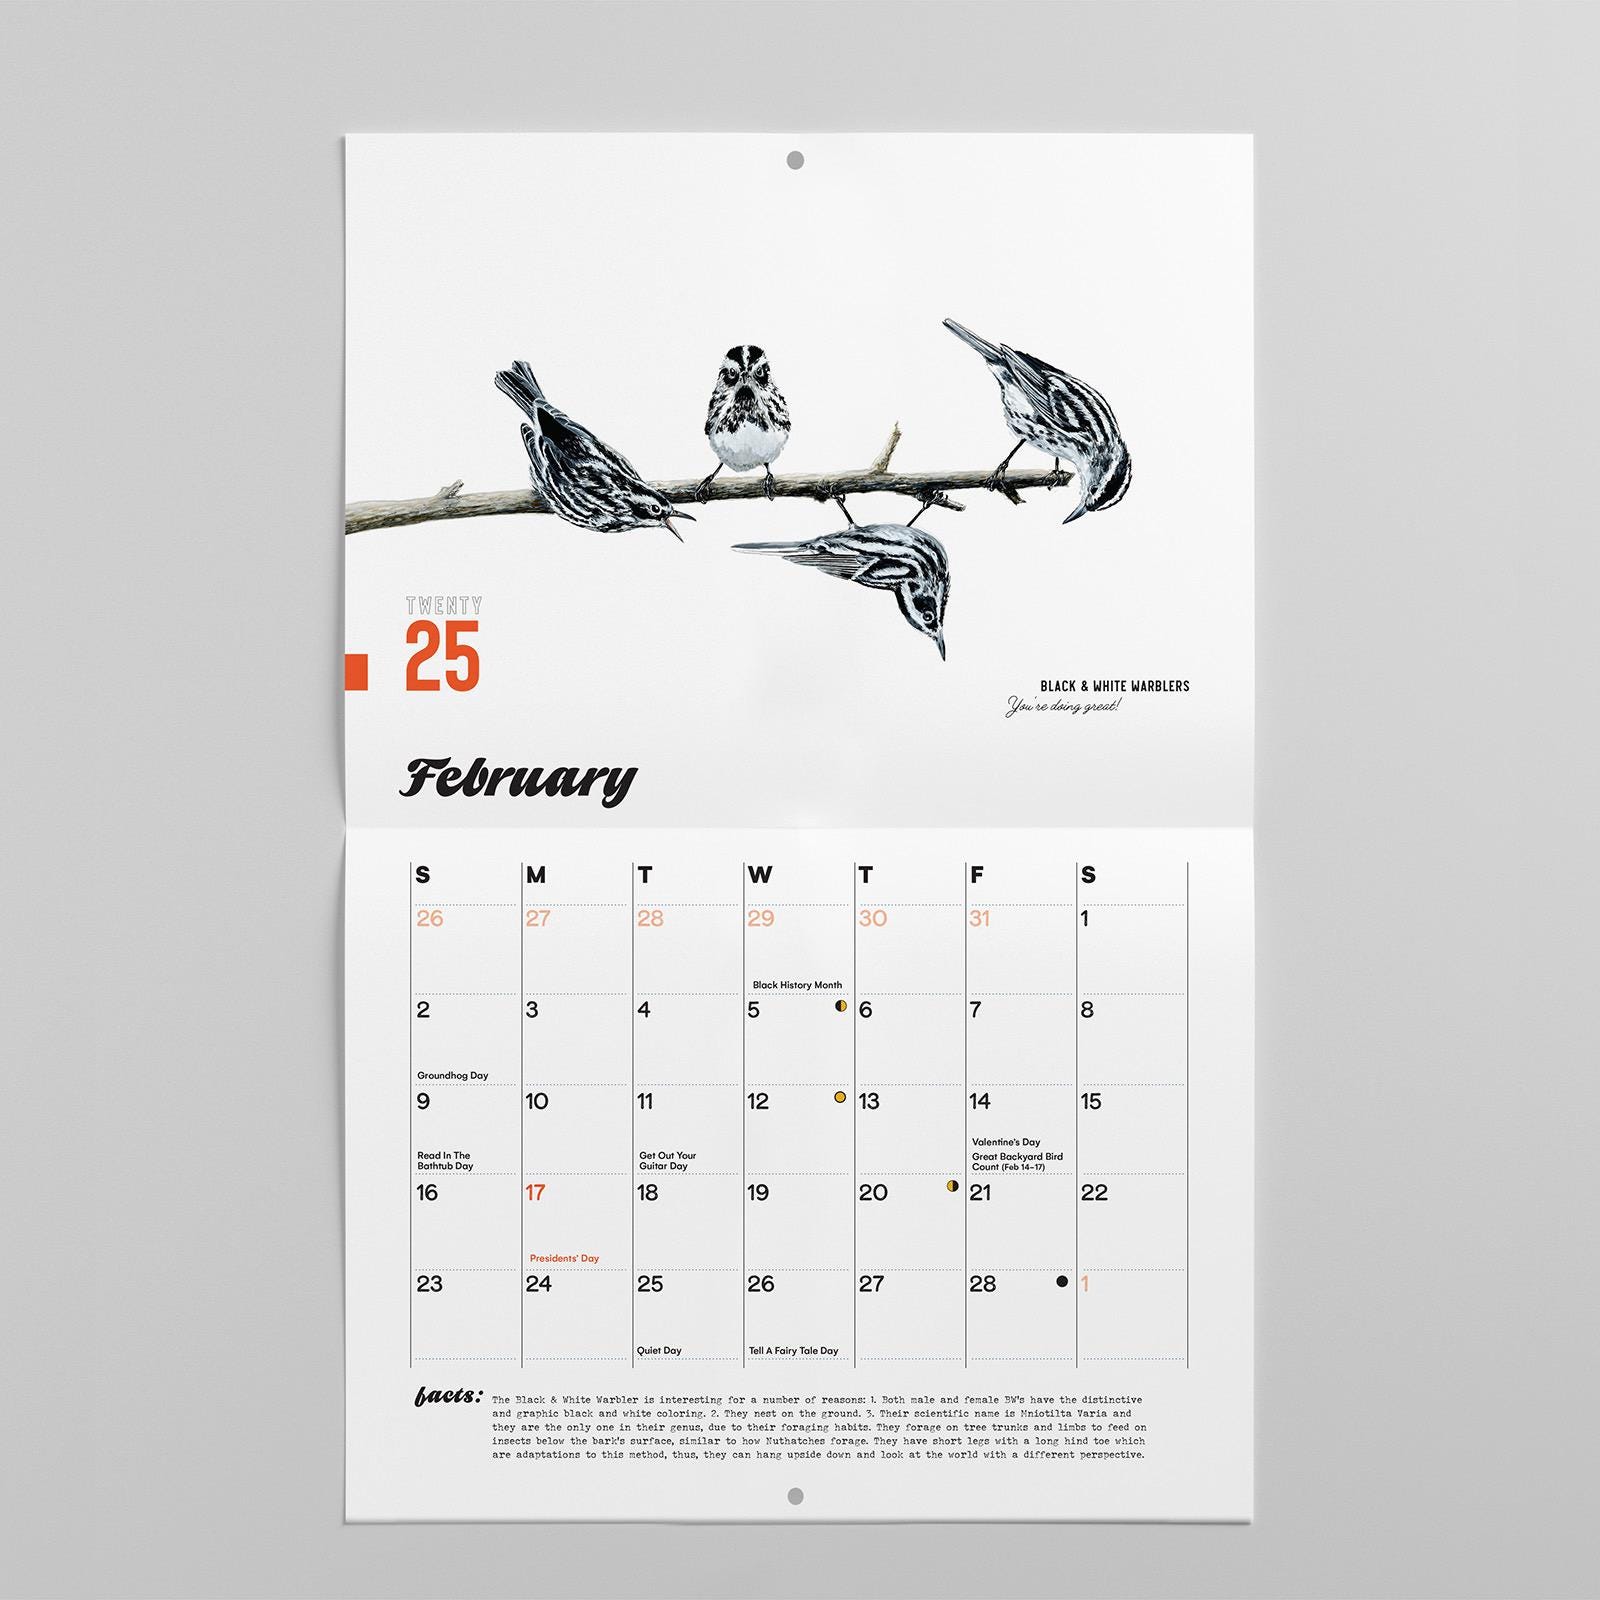 TWENTY
25
BLACK & WHITE WARBLERS
You're doing great!
February
S M T W T F S
26 27 28 29 30 31 1
Black History Month
2 3 4 5 6 7 8
Groundhog Day
9 10 11 12 13 14 15
Valentine's Day
Read In The Get Out Your Great Backyard Bird
Bathtub Day Guitar Day Count (Feb 14-17)
16 17 18 19 20 21 22
Presidents' Day
23 24 25 26 27 28 1
Quiet Day Tell A Fairy Tale Day
facts: The Black & White Warbler is interesting for a number of reasons: 1. Both male and female BW's have the distinctive
and graphic black and white coloring. 2. They nest on the ground. 3. Their scientific name is Mniotilta Varia and
they are the only one in their genus, due to their foraging habits. They forage on tree trunks and limbs to feed on
insects below the bark's surface, similar to how Nuthatches forage. They have short legs with a long hind toe which
are adaptations to this method, thus, they can hang upside down and look at the world with a different perspective.